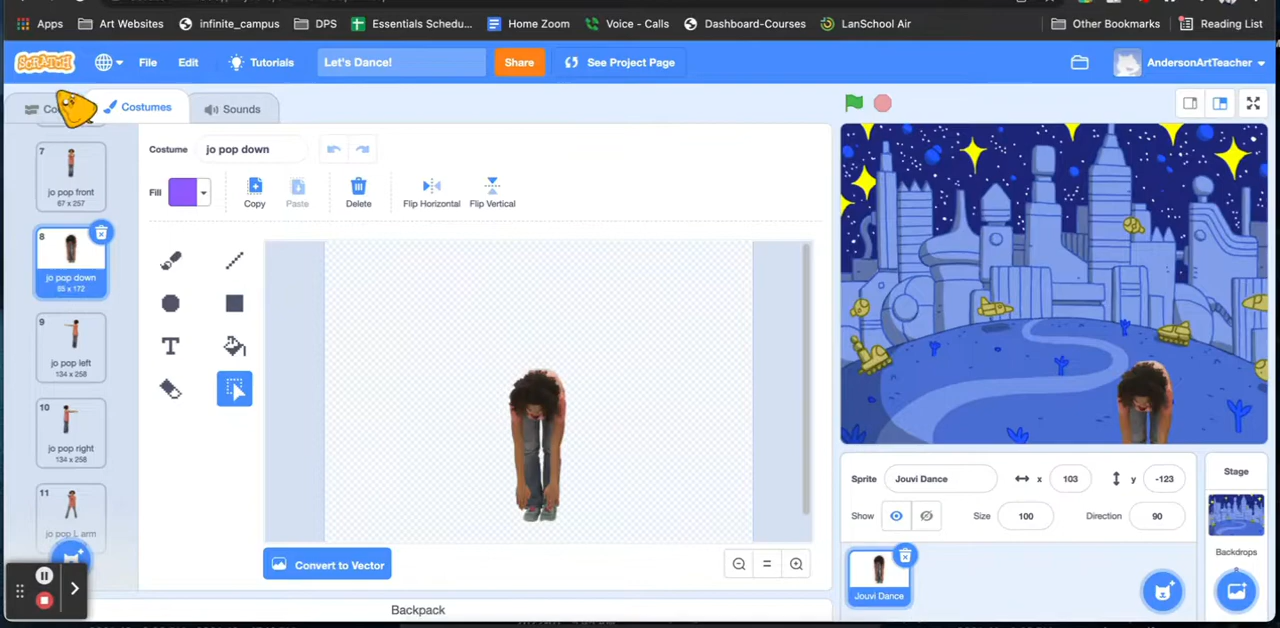 Apps Art Websites infinite_campus DPS Essentials Schedu... Home Zoom Voice - Calls Dashboard-Courses LanSchool Air Other Bookmarks Reading List
SCRATCH File Edit Tutorials Let's Dance! Share See Project Page AndersonArtTeacher
Costumes Sounds
7
jo pop front
67 x 257
8
jo pop down
9
jo pop left
134 x 258
10
jo pop right
134 x 258
11
jo pop L arm
Costume jo pop down
Fill Copy Paste Delete Flip Horizontal Flip Vertical
T
Convert to Vector
Backpack
Sprite Jouvi Dance x 103 y -123
Show Size 100 Direction 90
Jouvi Dance
Stage
Backdrops